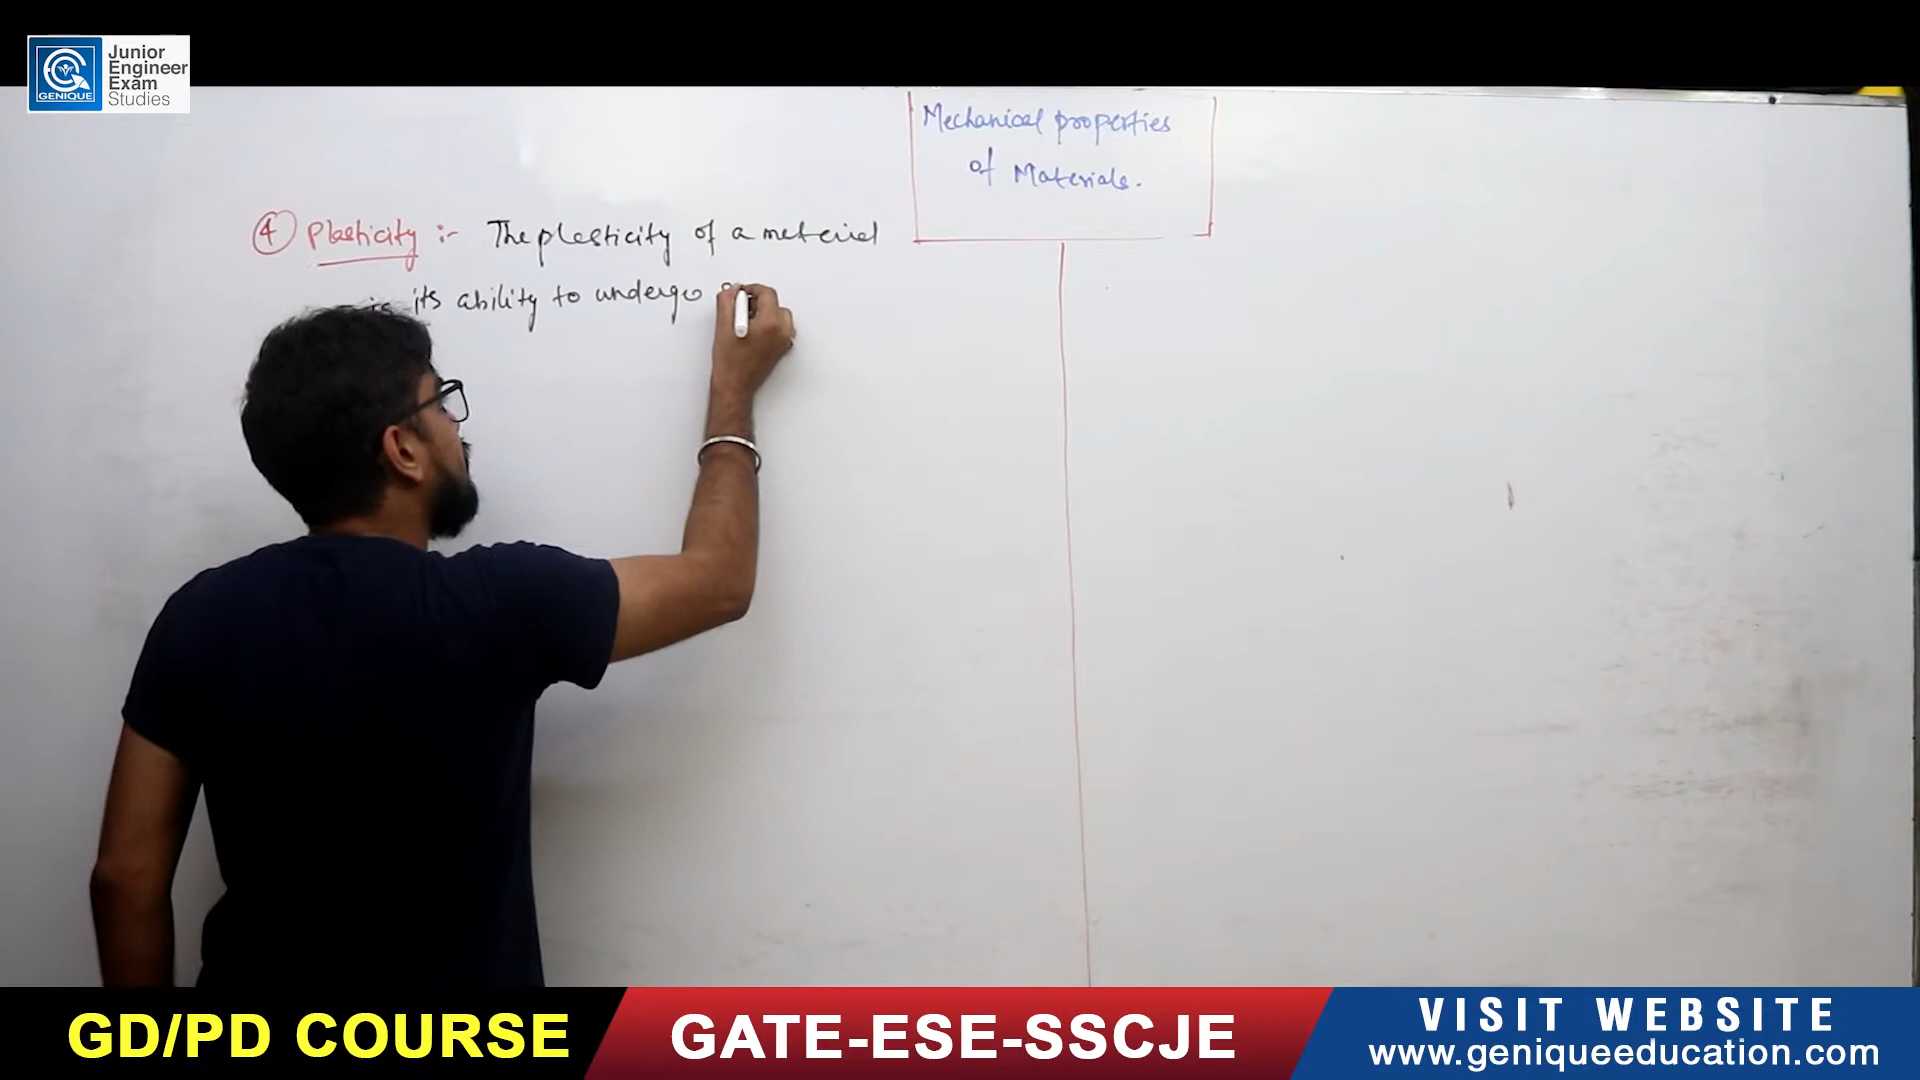 GENIQUE
Junior
Engineer
Exam
Studies
Mechanical properties
of Materials.
④ Plasticity :- The plasticity of a material
is its ability to undergo
GD/PD COURSE
GATE-ESE-SSCJE
VISIT WEBSITE
www.geniqueeducation.com